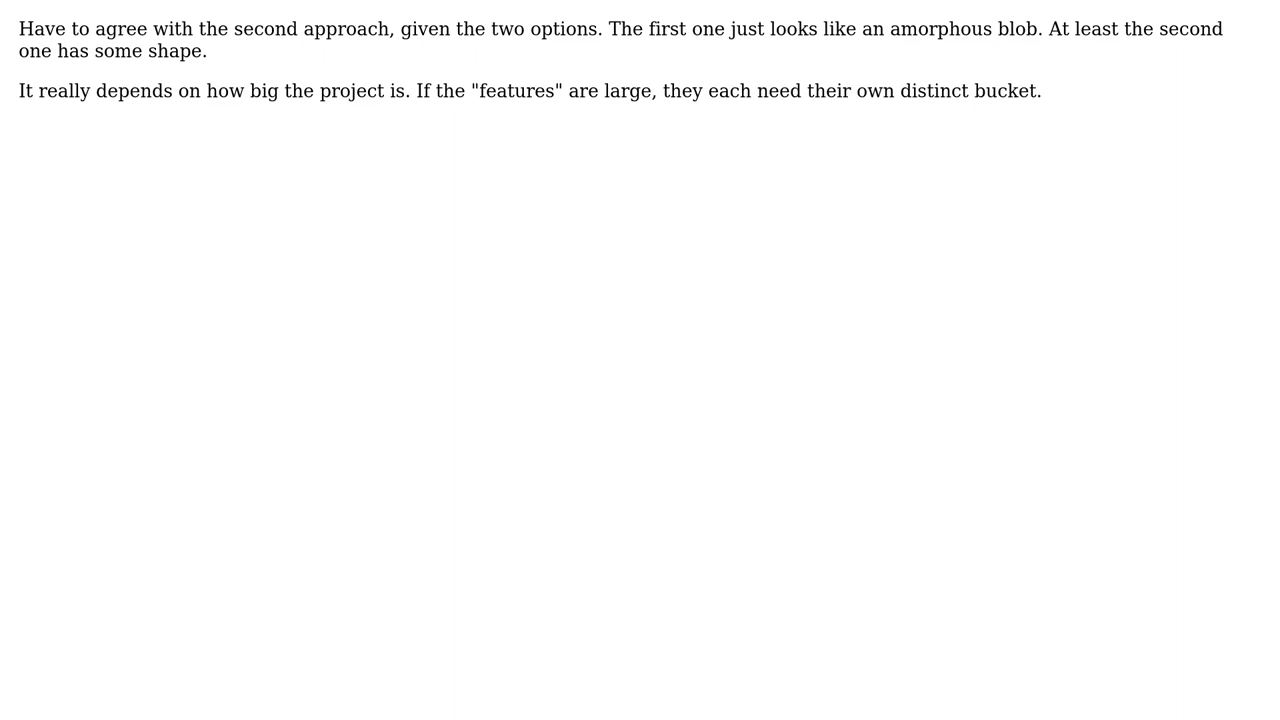 Have to agree with the second approach, given the two options. The first one just looks like an amorphous blob. At least the second
one has some shape.
It really depends on how big the project is. If the "features" are large, they each need their own distinct bucket.